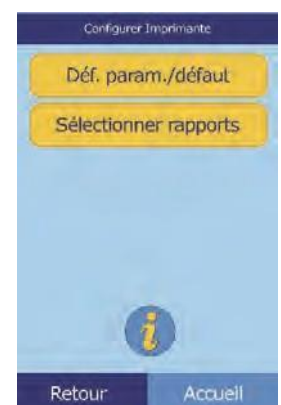 Configurer Imprimante
Déf. param./défaut
Sélectionner rapports
i
Retour Accueil